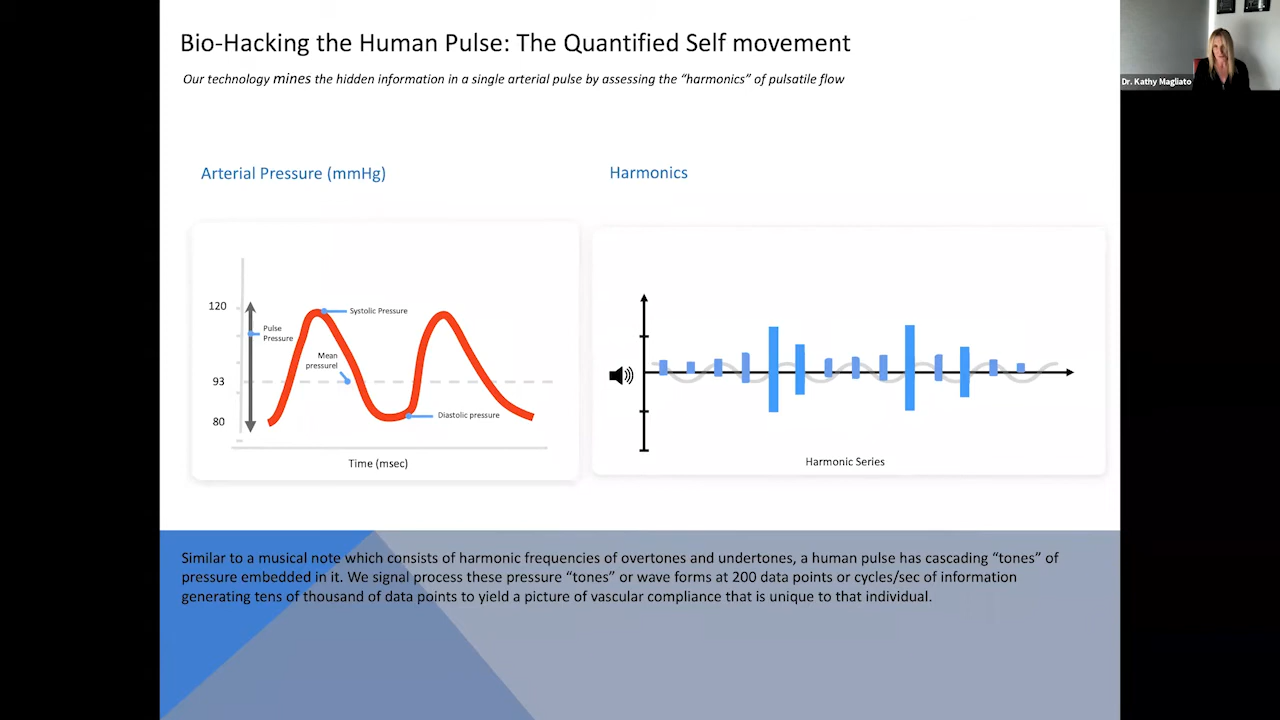 Bio-Hacking the Human Pulse: The Quantified Self movement
Our technology mines the hidden information in a single arterial pulse by assessing the “harmonics” of pulsatile flow
Dr. Kathy Magliato
Arterial Pressure (mmHg)
Harmonics
120
Systolic Pressure
Pulse
Pressure
Mean
pressurel
93
80
Diastolic pressure
Time (msec)
Harmonic Series
Similar to a musical note which consists of harmonic frequencies of overtones and undertones, a human pulse has cascading “tones” of
pressure embedded in it. We signal process these pressure “tones” or wave forms at 200 data points or cycles/sec of information
generating tens of thousand of data points to yield a picture of vascular compliance that is unique to that individual.